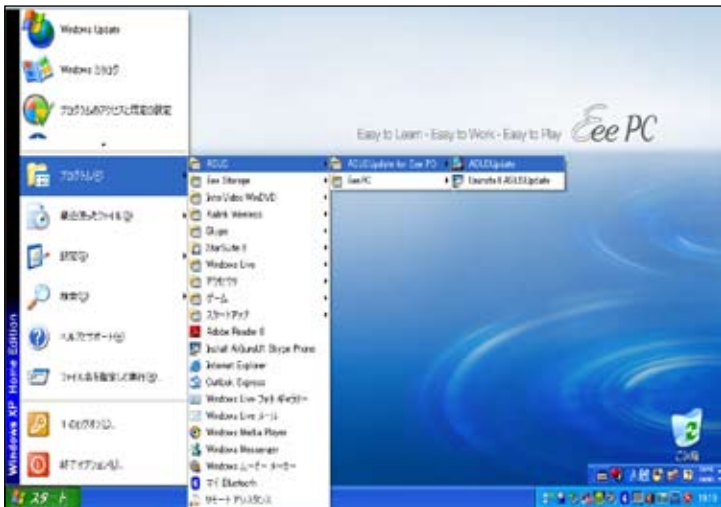 Windows Update
Windows カタログ
プログラムのアクセスと既定の設定
プログラム(P)
最近使ったファイル(D)
設定(S)
検索(C)
ヘルプとサポート(H)
ファイル名を指定して実行(R)...
のログオフ(L)...
終了オプション(U)...
Windows XP Home Edition
スタート
ASUS
Eee Storage
InterVideo WinDVD
Ralink Wireless
Skype
StarSuite 8
Windows Live
アクセサリ
ゲーム
スタートアップ
Adobe Reader 8
Install AiGuruU1 Skype Phone
Internet Explorer
Outlook Express
Windows Live フォト ギャラリー
Windows Live メール
Windows Media Player
Windows Messenger
Windows ムービー メーカー
マイ Bluetooth
リモート アシスタンス
ASUSUpdate for Eee PC
Eee PC
ASUSUpdate
Uninstall ASUSUpdate
Easy to Learn - Easy to Work - Easy to Play
Eee PC
ごみ箱